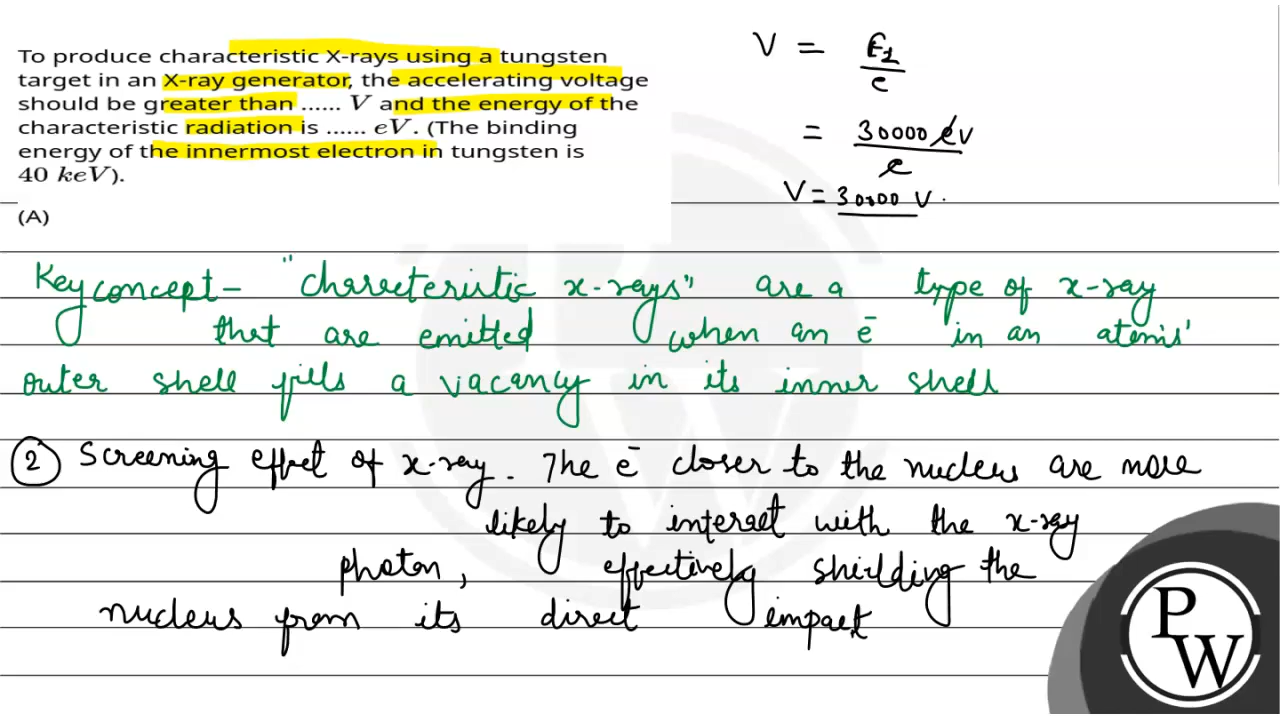 To produce characteristic X-rays using a tungsten
target in an X-ray generator, the accelerating voltage
should be greater than ...... V and the energy of the
characteristic radiation is ...... eV. (The binding
energy of the innermost electron in tungsten is
40 keV).
(A)
V = E1/e
= 30000 eV/e
V = 30000 V.
Key concept - "characteristic x-rays" are a type of x-ray
that are emitted when an ē in an atoms'
outer shell fills a vacancy in its inner shell
2 Screening effect of x-ray. The ē closer to the nucleus are more
likely to interact with the x-ray
photon, effectively shielding the
nucleus from its direct impact
P
W